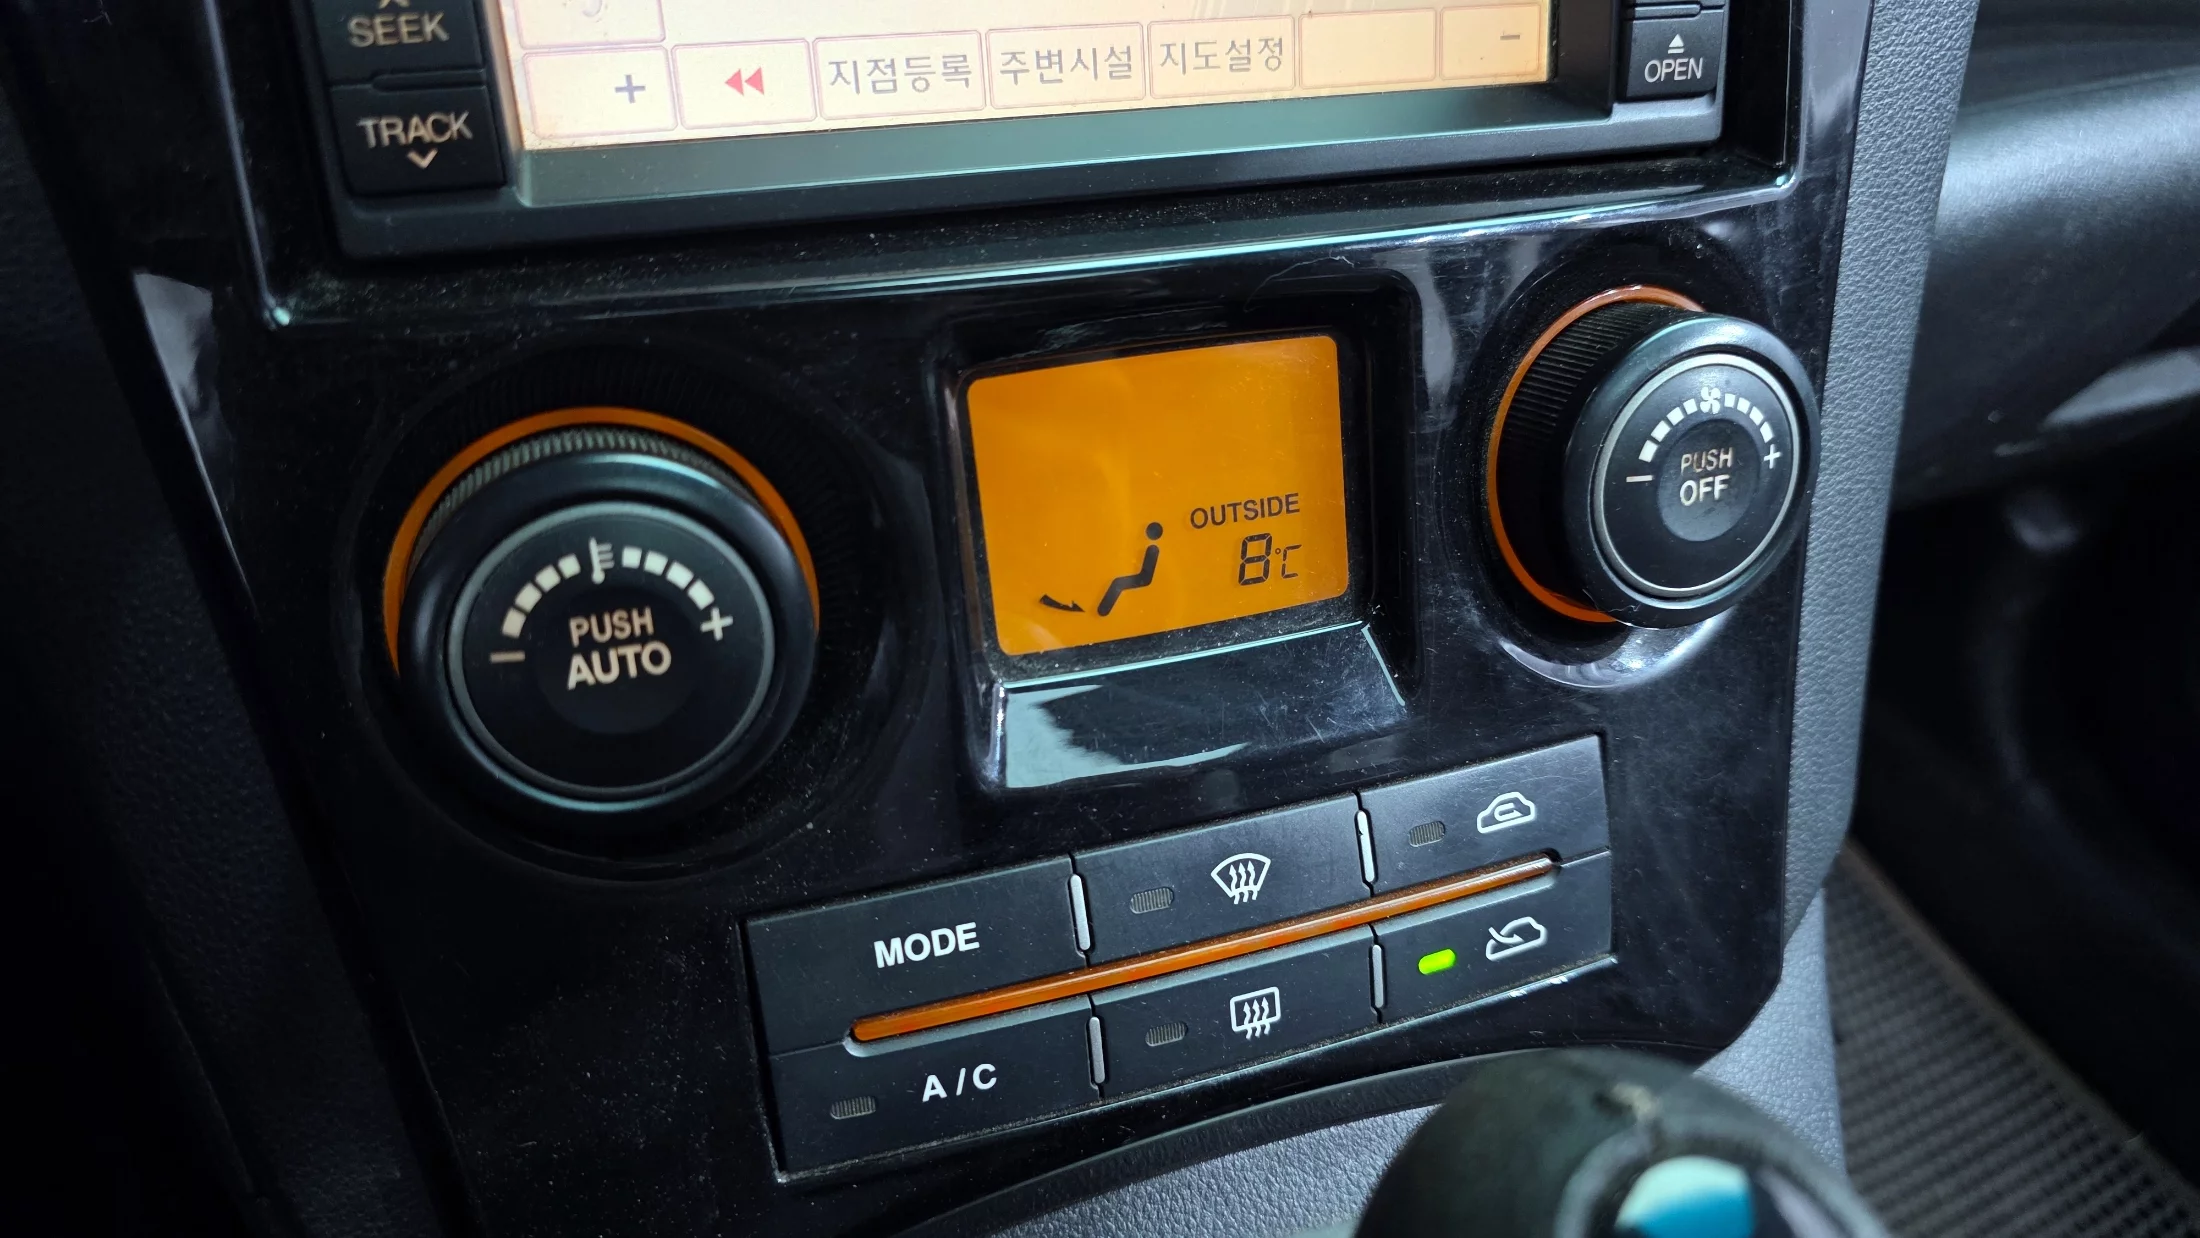 SEEK
TRACK
+
지점등록
주변시설
지도설정
-
OPEN
PUSH
AUTO
- +
OUTSIDE
8°C
PUSH
OFF
- +
MODE
A/C